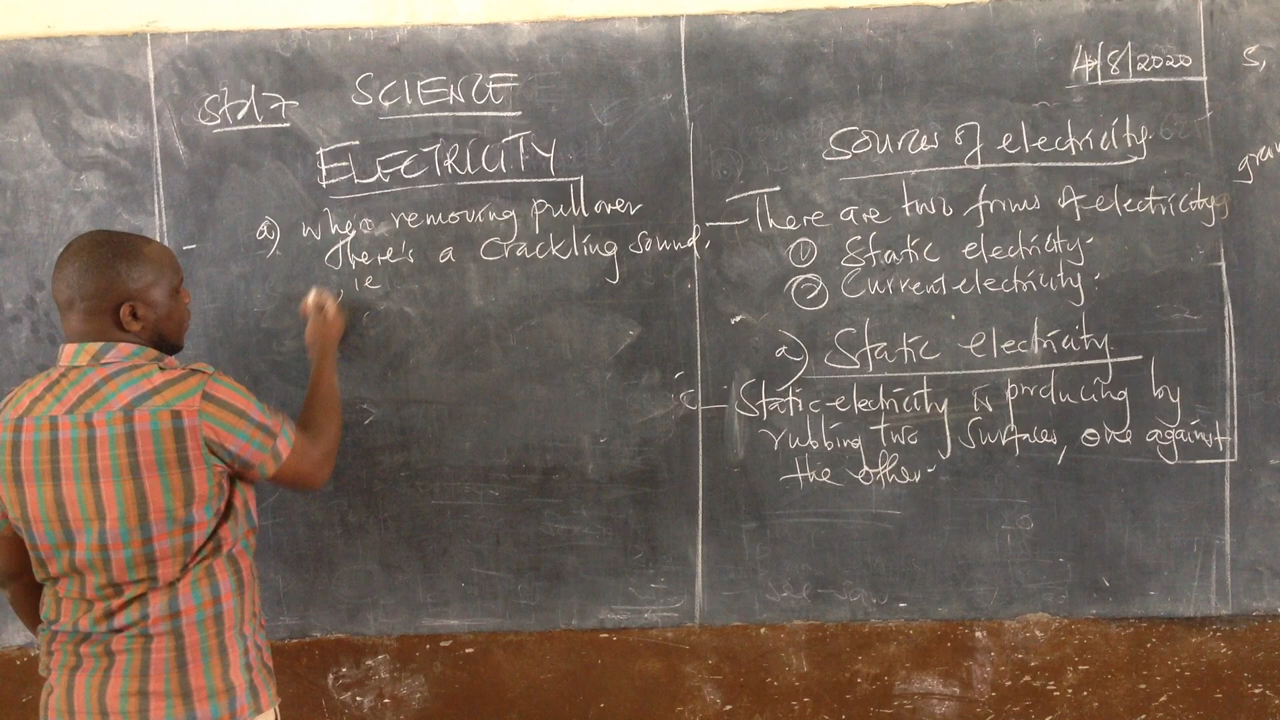 Std 7
SCIENCE
ELECTRICITY
a) when removing pullover
there's a crackling sound.
ie
4/8/2020
Sources of electricity.
- There are two forms of electricity
① Static electricity.
② Current electricity.
a) Static electricity
- Static electricity is producing by
rubbing two surfaces, one against
the other.